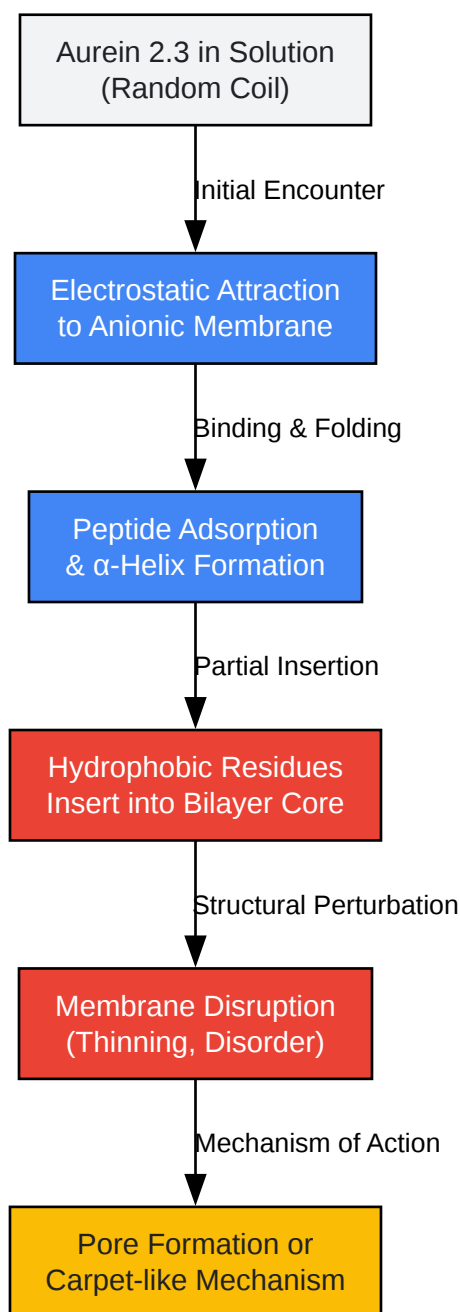 Aurein 2.3 in Solution
(Random Coil)
Initial Encounter
Electrostatic Attraction
to Anionic Membrane
Binding & Folding
Peptide Adsorption
& α-Helix Formation
Partial Insertion
Hydrophobic Residues
Insert into Bilayer Core
Structural Perturbation
Membrane Disruption
(Thinning, Disorder)
Mechanism of Action
Pore Formation or
Carpet-like Mechanism